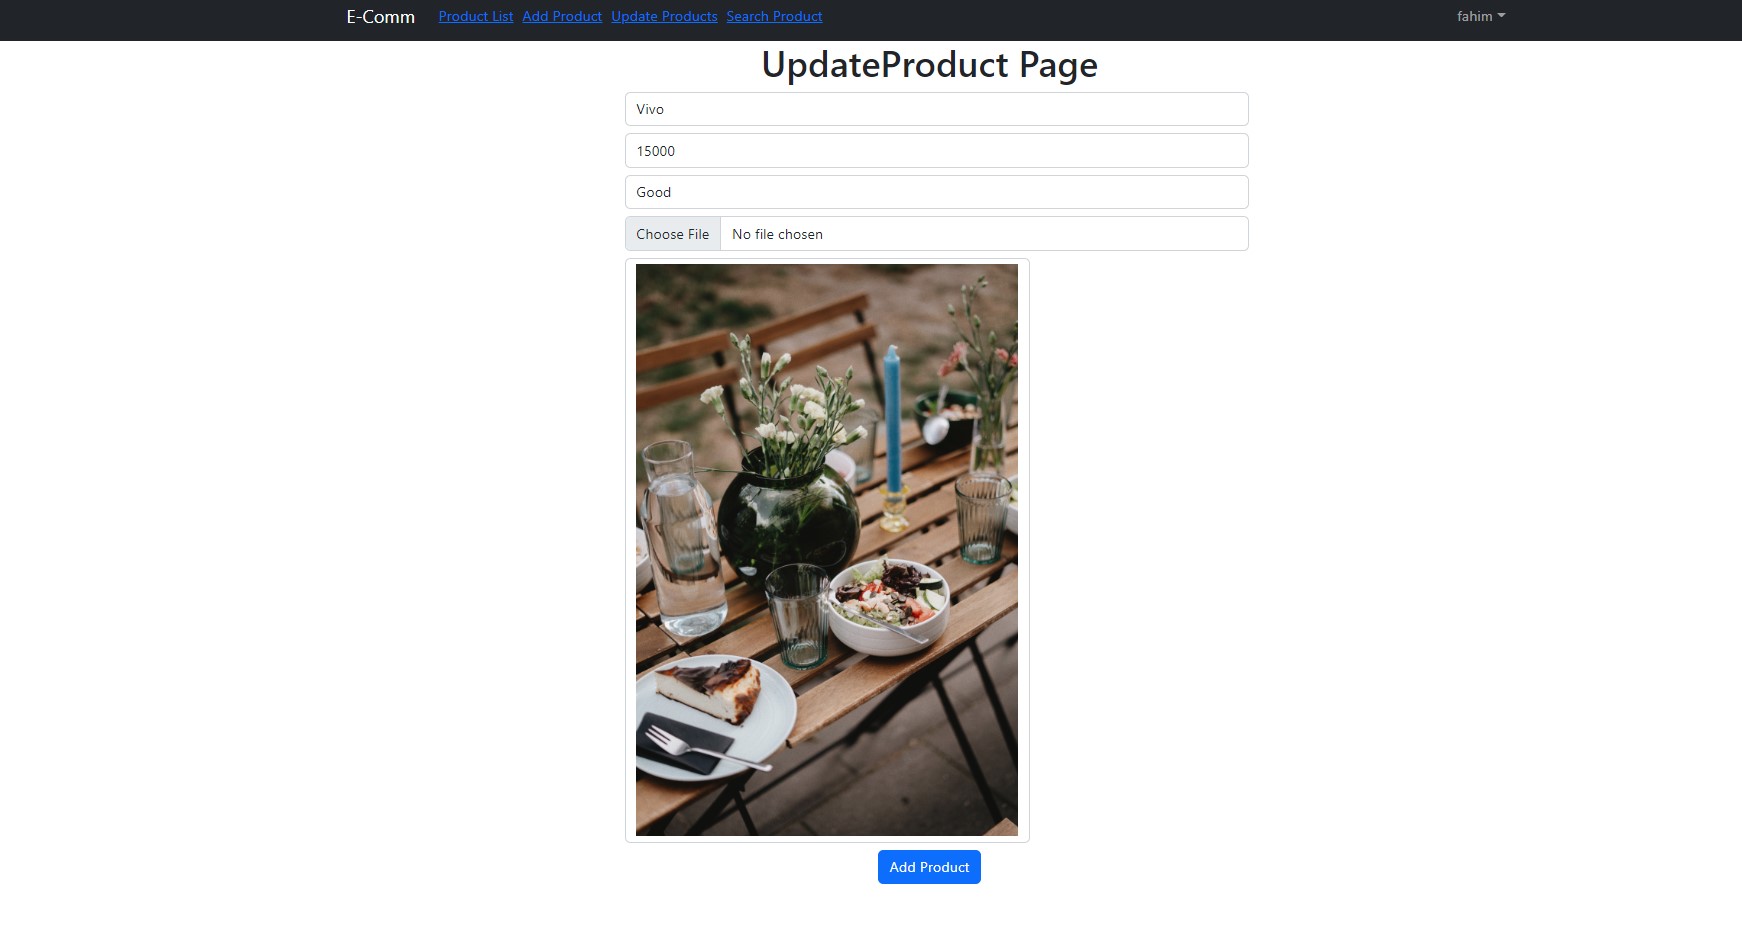 E-Comm Product List Add Product Update Products Search Product fahim
UpdateProduct Page
Vivo
15000
Good
Choose File No file chosen
Add Product